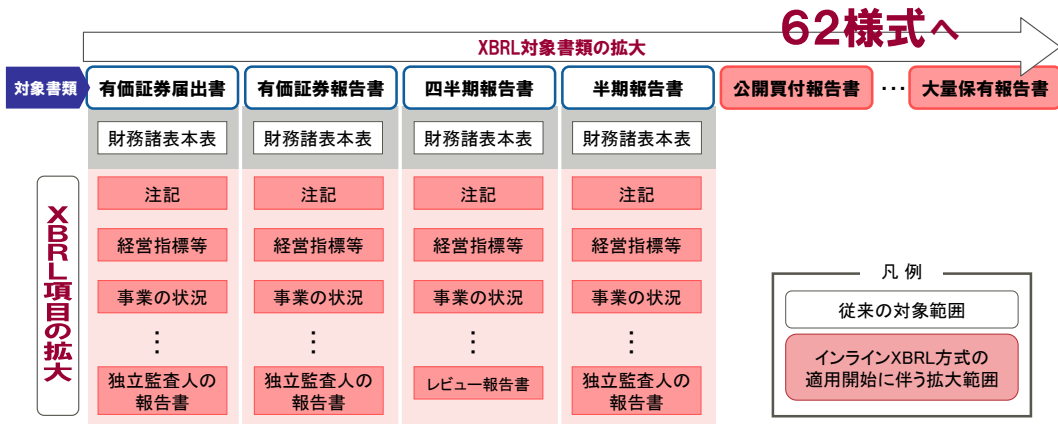 62様式へ
XBRL対象書類の拡大
対象書類
有価証券届出書
有価証券報告書
四半期報告書
半期報告書
公開買付報告書
･･･
大量保有報告書
財務諸表本表
財務諸表本表
財務諸表本表
財務諸表本表
XBRL項目の拡大
注記
注記
注記
注記
経営指標等
経営指標等
経営指標等
経営指標等
事業の状況
事業の状況
事業の状況
事業の状況
⋮
⋮
⋮
⋮
独立監査人の
報告書
独立監査人の
報告書
レビュー報告書
独立監査人の
報告書
凡例
従来の対象範囲
インラインXBRL方式の
適用開始に伴う拡大範囲